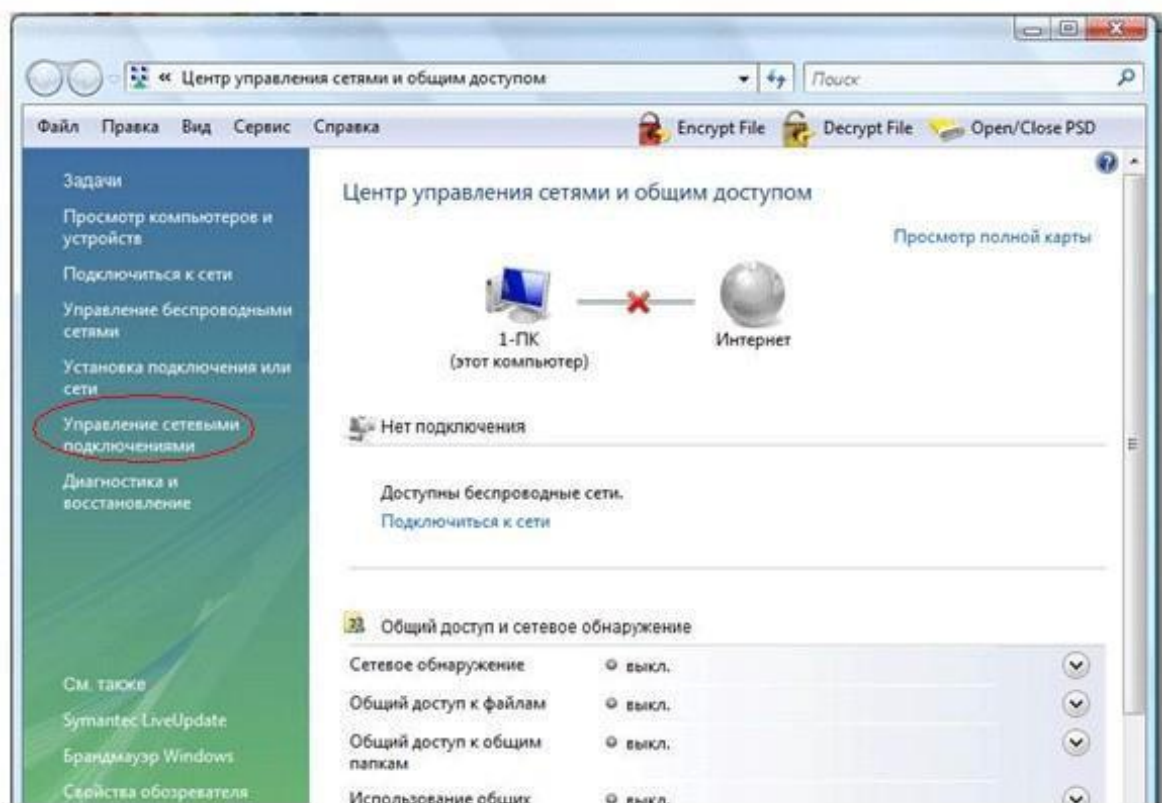 « Центр управления сетями и общим доступом
Поиск
Файл Правка Вид Сервис Справка
Encrypt File Decrypt File Open/Close PSD
Задачи
Просмотр компьютеров и
устройств
Подключиться к сети
Управление беспроводными
сетями
Установка подключения или
сети
Управление сетевыми
подключениями
Диагностика и
восстановление
См. также
Symantec LiveUpdate
Брандмауэр Windows
Свойства обозревателя
Центр управления сетями и общим доступом
Просмотр полной карты
1-ПК
(этот компьютер)
Интернет
Нет подключения
Доступны беспроводные сети.
Подключиться к сети
Общий доступ и сетевое обнаружение
Сетевое обнаружение выкл.
Общий доступ к файлам выкл.
Общий доступ к общим
папкам
выкл.
Использование общих выкл.